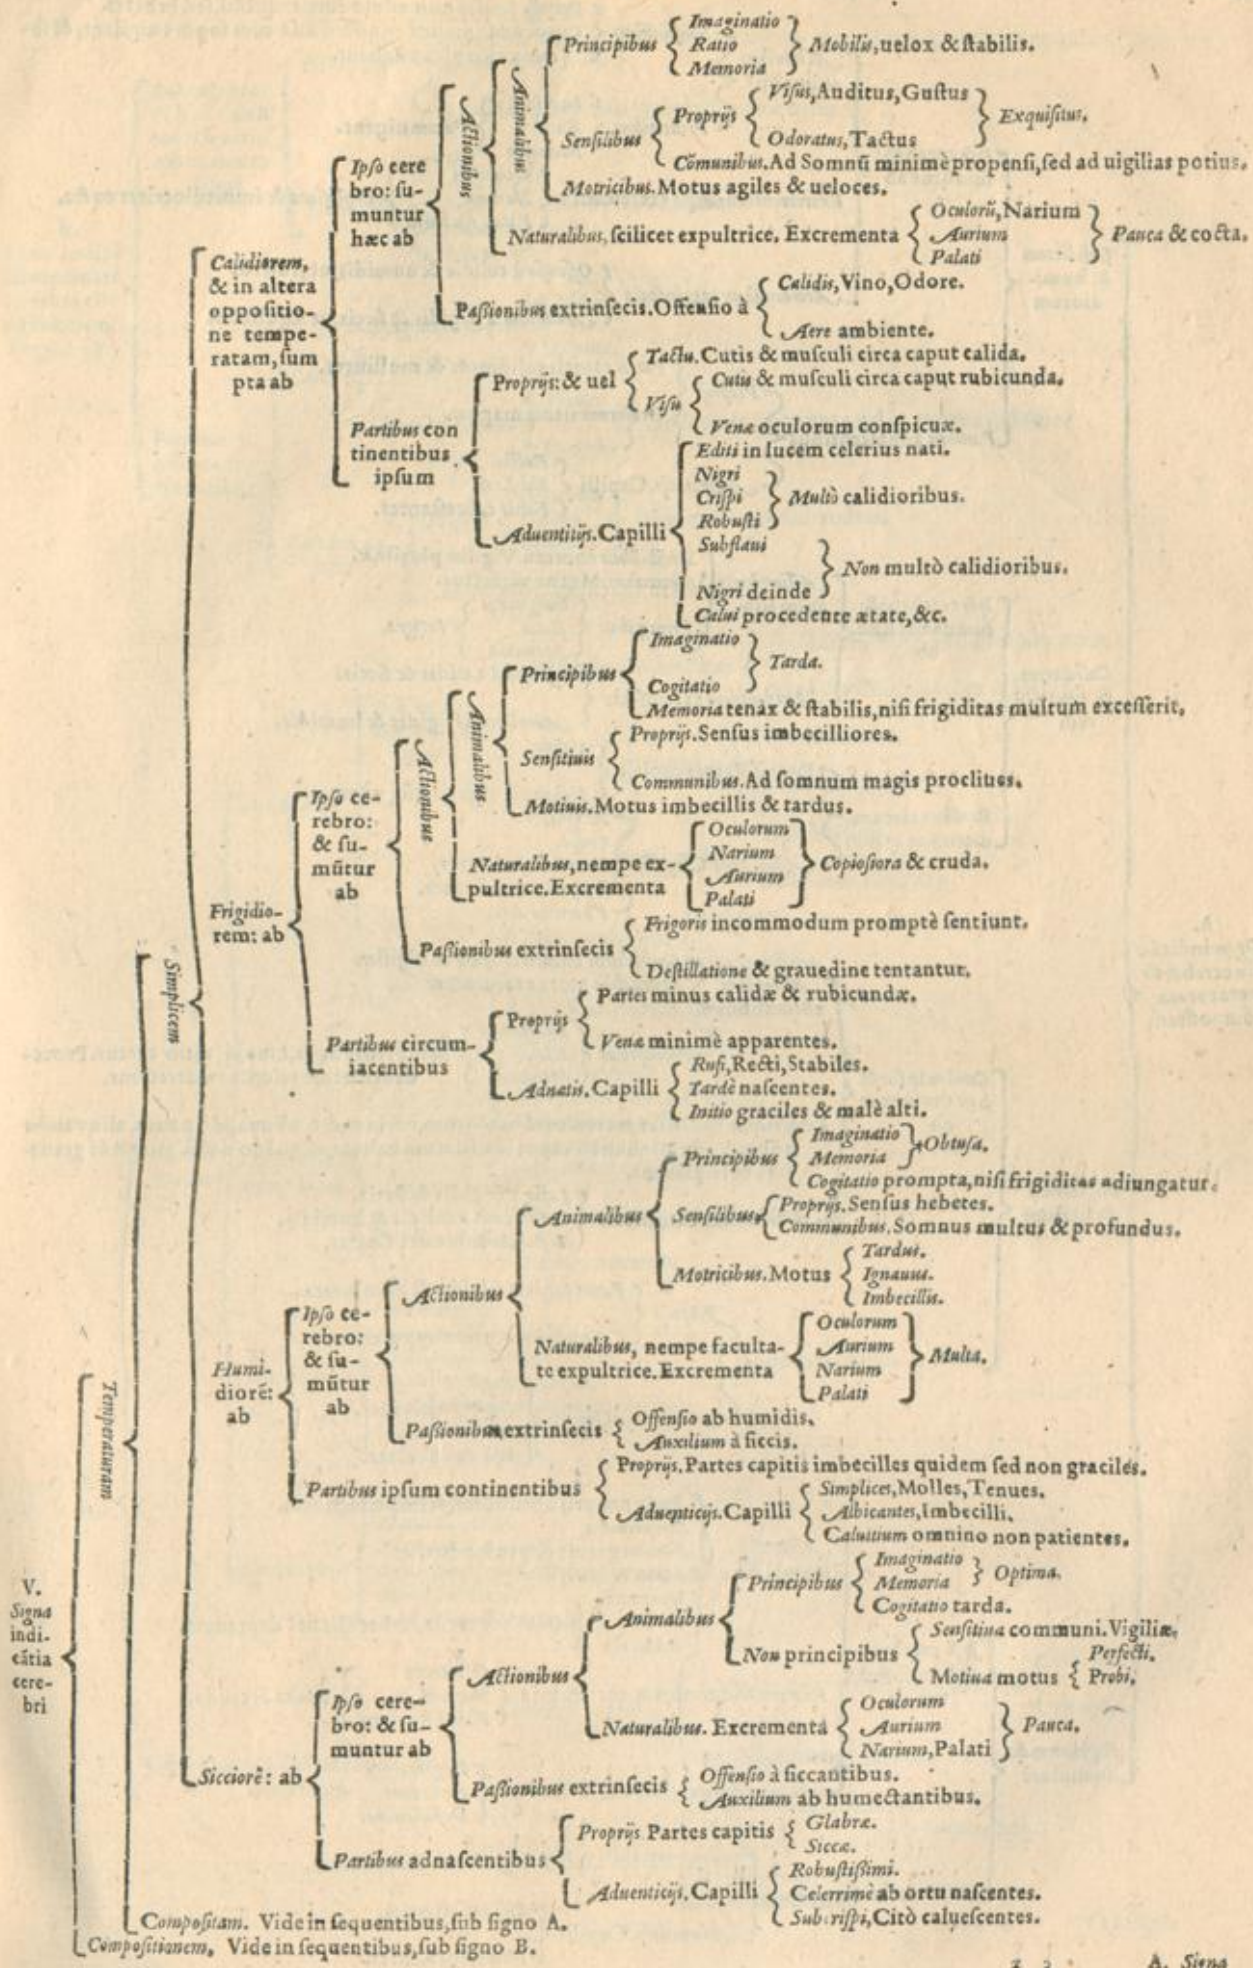 V.
Signa
indi-
cātia
cere-
bri
Temperaturam
Simplicem
Calidiorem,
& in altera
oppositio-
ne tempe-
ratam, sum
pta ab
Ipso cere
bro: su-
muntur
hæc ab
Actionibus
Animalibus
Principibus
Imaginatio
Ratio
Memoria
Mobilis, uelox & stabilis.
Sensilibus
Proprijs
Visus, Auditus, Gustus
Odoratus, Tactus
Exquisitus.
Cōmunibus. Ad Somnū minimè propensi, sed ad uigilias potius.
Motricibus. Motus agiles & ueloces.
Naturalibus, scilicet expultrice. Excrementa
Oculorū, Narium
Aurium
Palati
Pauca & cocta.
Passionibus extrinsecis. Offensio à
Calidis, Vino, Odore.
Aere ambiente.
Partibus con
tinentibus
ipsum
Proprijs: & uel
Tactu. Cutis & musculi circa caput calida.
Visu
Cutis & musculi circa caput rubicunda.
Venæ oculorum conspicuæ.
Aduentitijs. Capilli
Editi in lucem celerius nati.
Nigri
Crispi
Robusti
Multò calidioribus.
Subflaui
Nigri deinde
Non multò calidioribus.
Calui procedente ætate, &c.
Frigidio-
rem: ab
Ipso ce-
rebro:
& su-
mūtur
ab
Actionibus
Animalibus
Principibus
Imaginatio
Cogitatio
Tarda.
Memoria tenax & stabilis, nisi frigiditas multum excesserit.
Sensitiuis
Proprijs. Sensus imbecilliores.
Communibus. Ad somnum magis procliues.
Motiuis. Motus imbecillis & tardus.
Naturalibus, nempe ex-
pultrice. Excrementa
Oculorum
Narium
Aurium
Palati
Copiosiora & cruda.
Passionibus extrinsecis
Frigoris incommodum promptè sentiunt.
Destillatione & grauedine tentantur.
Partibus circum-
iacentibus
Proprijs
Partes minus calidæ & rubicundæ.
Venæ minimè apparentes.
Adnatis. Capilli
Rufi, Recti, Stabiles.
Tardè nascentes.
Initio graciles & malè alti.
Humi-
diorē:
ab
Ipso ce-
rebro:
& su-
mūtur
ab
Actionibus
Animalibus
Principibus
Imaginatio
Memoria
Obtusa.
Cogitatio prompta, nisi frigiditas adiungatur.
Sensilibus
Proprijs. Sensus hebetes.
Communibus. Somnus multus & profundus.
Motricibus. Motus
Tardus.
Ignauus.
Imbecillis.
Naturalibus, nempe faculta-
te expultrice. Excrementa
Oculorum
Aurium
Narium
Palati
Multa.
Passionibus extrinsecis
Offensio ab humidis.
Auxilium à siccis.
Partibus ipsum continentibus
Proprijs. Partes capitis imbecilles quidem sed non graciles.
Aduenticijs. Capilli
Simplices, Molles, Tenues.
Albicantes, Imbecilli.
Caluitium omnino non patientes.
Sicciorē: ab
Ipso cere-
bro: & su-
muntur ab
Actionibus
Animalibus
Principibus
Imaginatio
Memoria
Optima.
Cogitatio tarda.
Non principibus
Sensitiua communi. Vigiliæ.
Motiua motus
Perfecti.
Probi.
Naturalibus. Excrementa
Oculorum
Aurium
Narium, Palati
Pauca.
Passionibus extrinsecis
Offensio à siccantibus.
Auxilium ab humectantibus.
Partibus adnascentibus
Proprijs Partes capitis
Glabræ.
Siccæ.
Aduenticijs. Capilli
Robustissimi.
Celerrimè ab ortu nascentes.
Subcrispi, Citò caluescentes.
Compositam. Vide in sequentibus, sub signo A.
Compositionem. Vide in sequentibus, sub signo B.
A. Signa